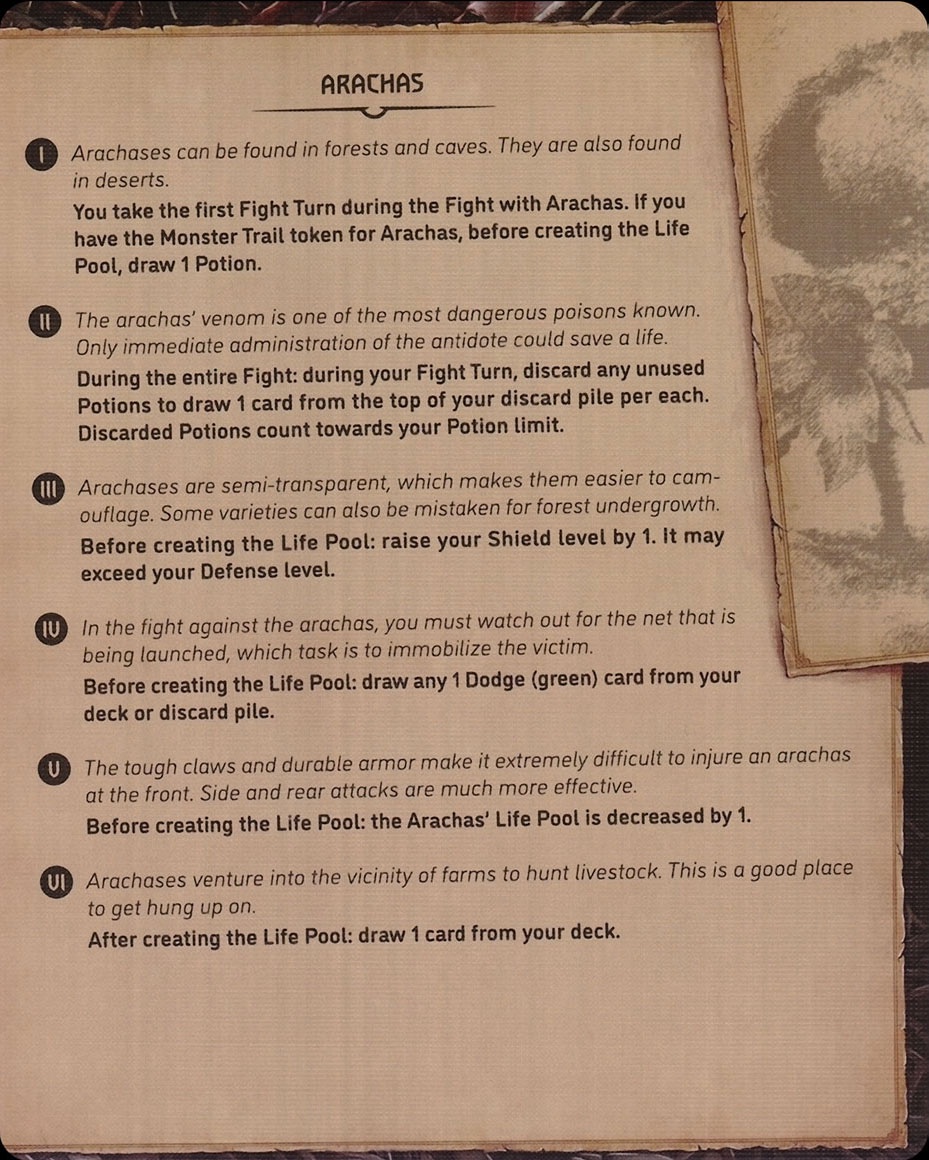 ARACHAS
I Arachases can be found in forests and caves. They are also found
in deserts.
You take the first Fight Turn during the Fight with Arachas. If you
have the Monster Trail token for Arachas, before creating the Life
Pool, draw 1 Potion.
II The arachas' venom is one of the most dangerous poisons known.
Only immediate administration of the antidote could save a life.
During the entire Fight: during your Fight Turn, discard any unused
Potions to draw 1 card from the top of your discard pile per each.
Discarded Potions count towards your Potion limit.
III Arachases are semi-transparent, which makes them easier to cam-
ouflage. Some varieties can also be mistaken for forest undergrowth.
Before creating the Life Pool: raise your Shield level by 1. It may
exceed your Defense level.
IV In the fight against the arachas, you must watch out for the net that is
being launched, which task is to immobilize the victim.
Before creating the Life Pool: draw any 1 Dodge (green) card from your
deck or discard pile.
V The tough claws and durable armor make it extremely difficult to injure an arachas
at the front. Side and rear attacks are much more effective.
Before creating the Life Pool: the Arachas' Life Pool is decreased by 1.
VI Arachases venture into the vicinity of farms to hunt livestock. This is a good place
to get hung up on.
After creating the Life Pool: draw 1 card from your deck.